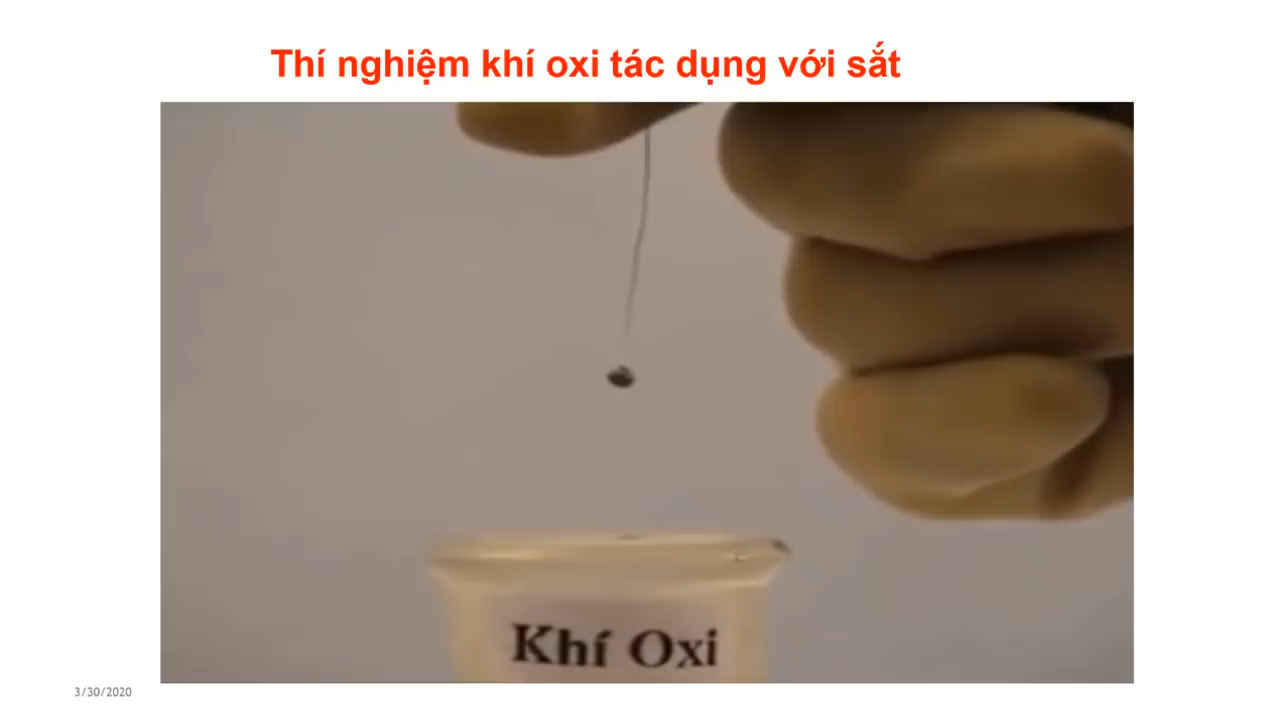 Thí nghiệm khí oxi tác dụng với sắt
Khí Oxi
3/30/2020